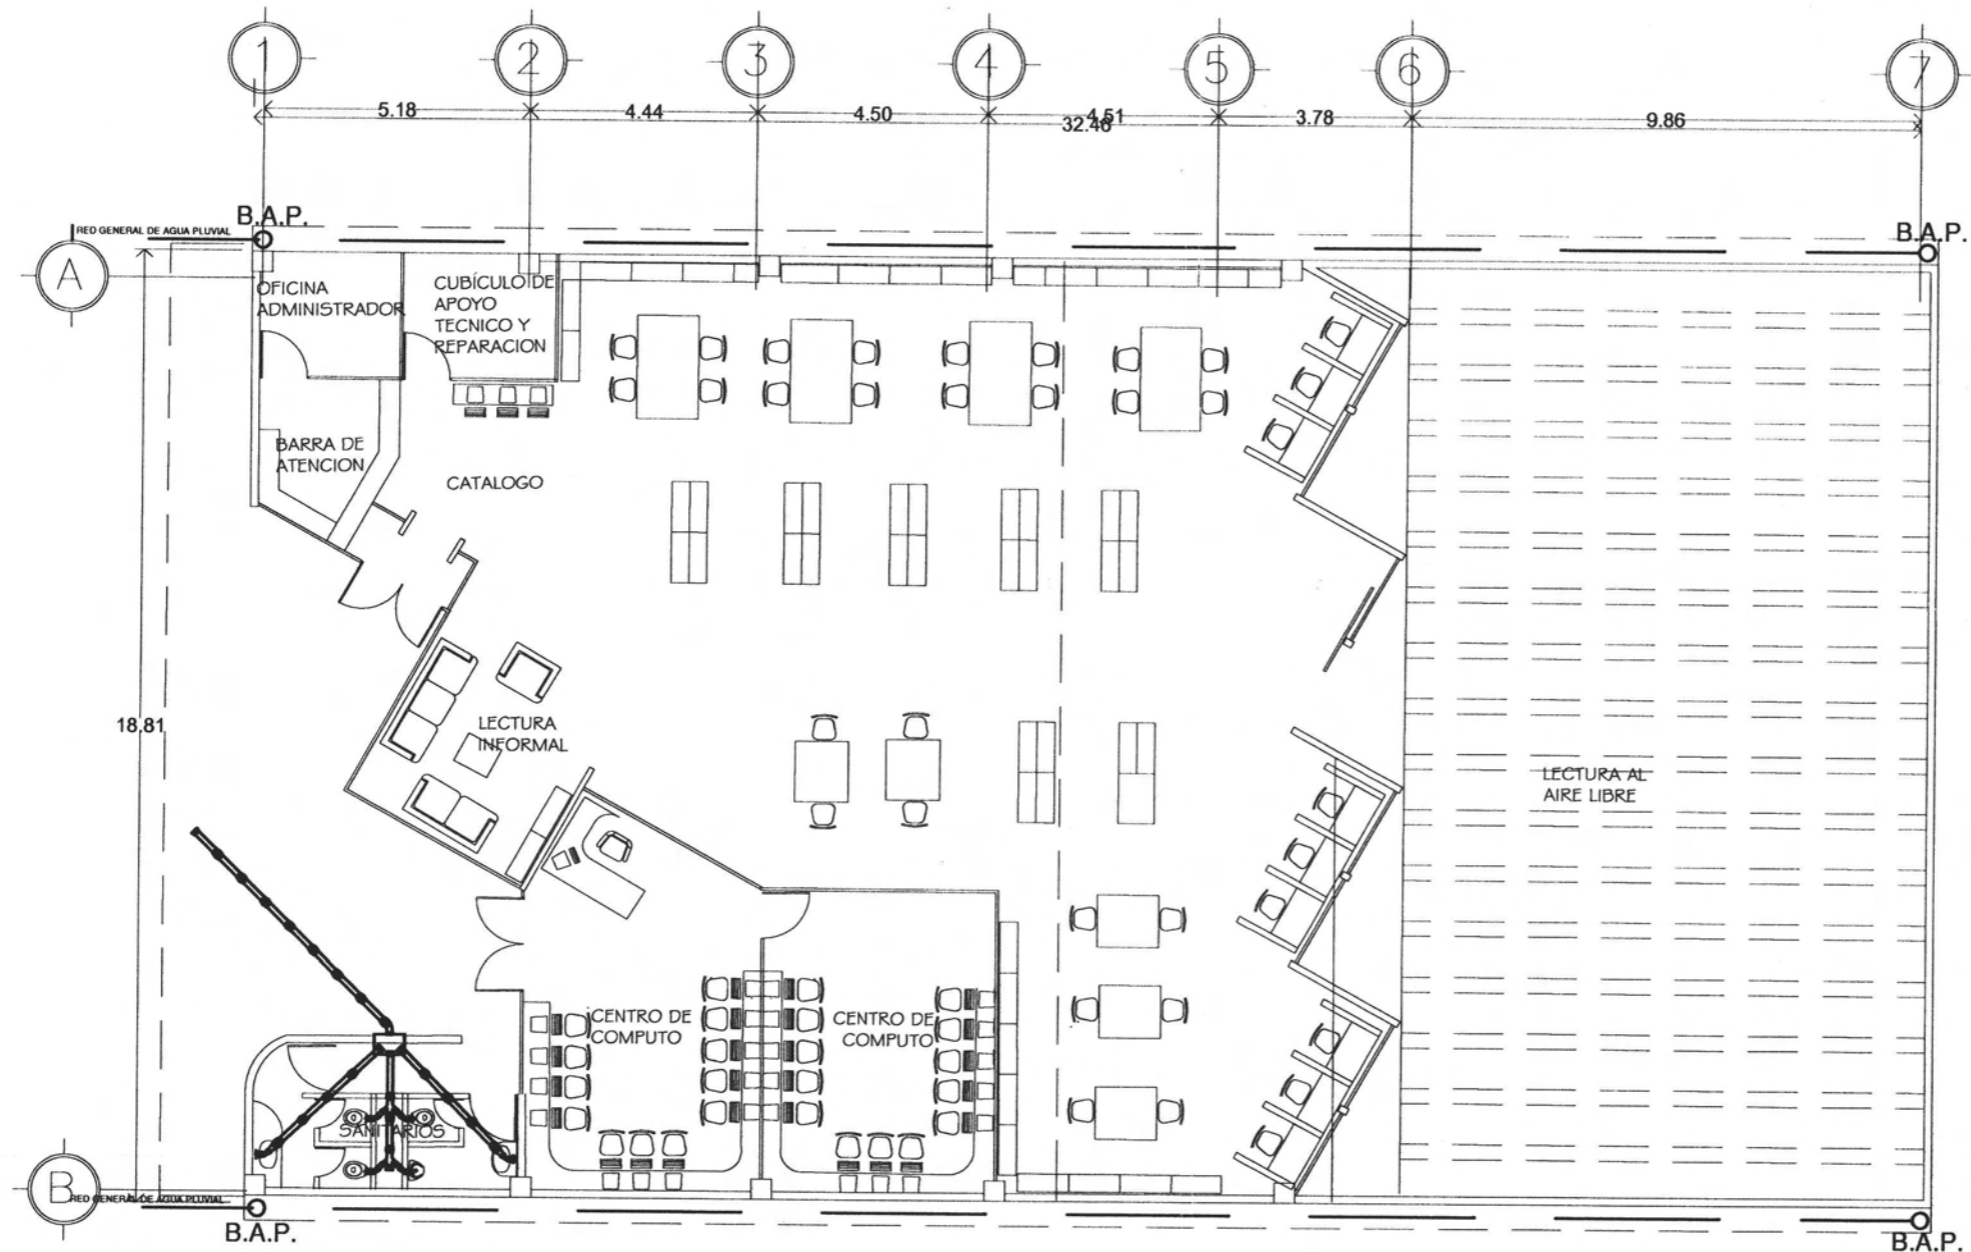 1
2
3
4
5
6
7
5.18
4.44
4.50
4.51
32.46
3.78
9.86
B.A.P.
RED GENERAL DE AGUA PLUVIAL
B.A.P.
A
OFICINA
ADMINISTRADOR
CUBÍCULO DE
APOYO
TECNICO Y
REPARACION
BARRA DE
ATENCION
CATALOGO
18.81
LECTURA
INFORMAL
LECTURA AL
AIRE LIBRE
CENTRO DE
COMPUTO
CENTRO DE
COMPUTO
SANITARIOS
B
RED GENERAL DE AGUA PLUVIAL
B.A.P.
B.A.P.